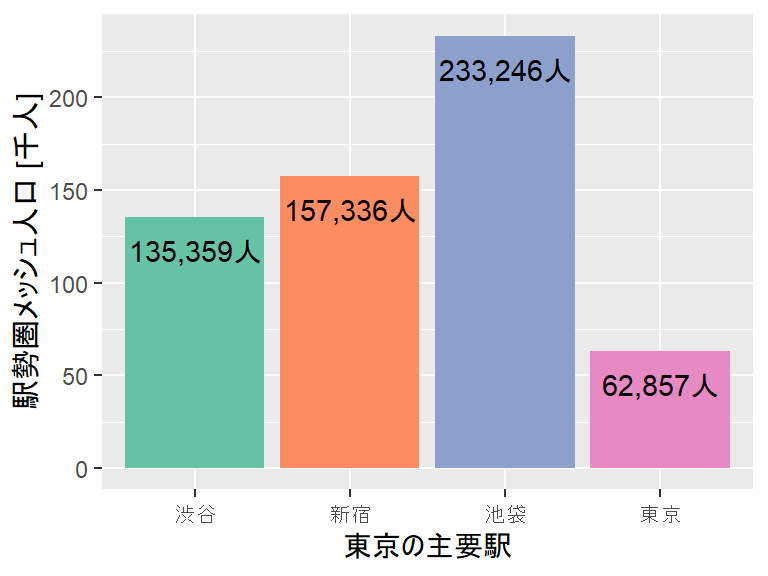 駅勢圏メッシュ人口 [千人]
200
150
100
50
0
135,359人
157,336人
233,246人
62,857人
渋谷
新宿
池袋
東京
東京の主要駅